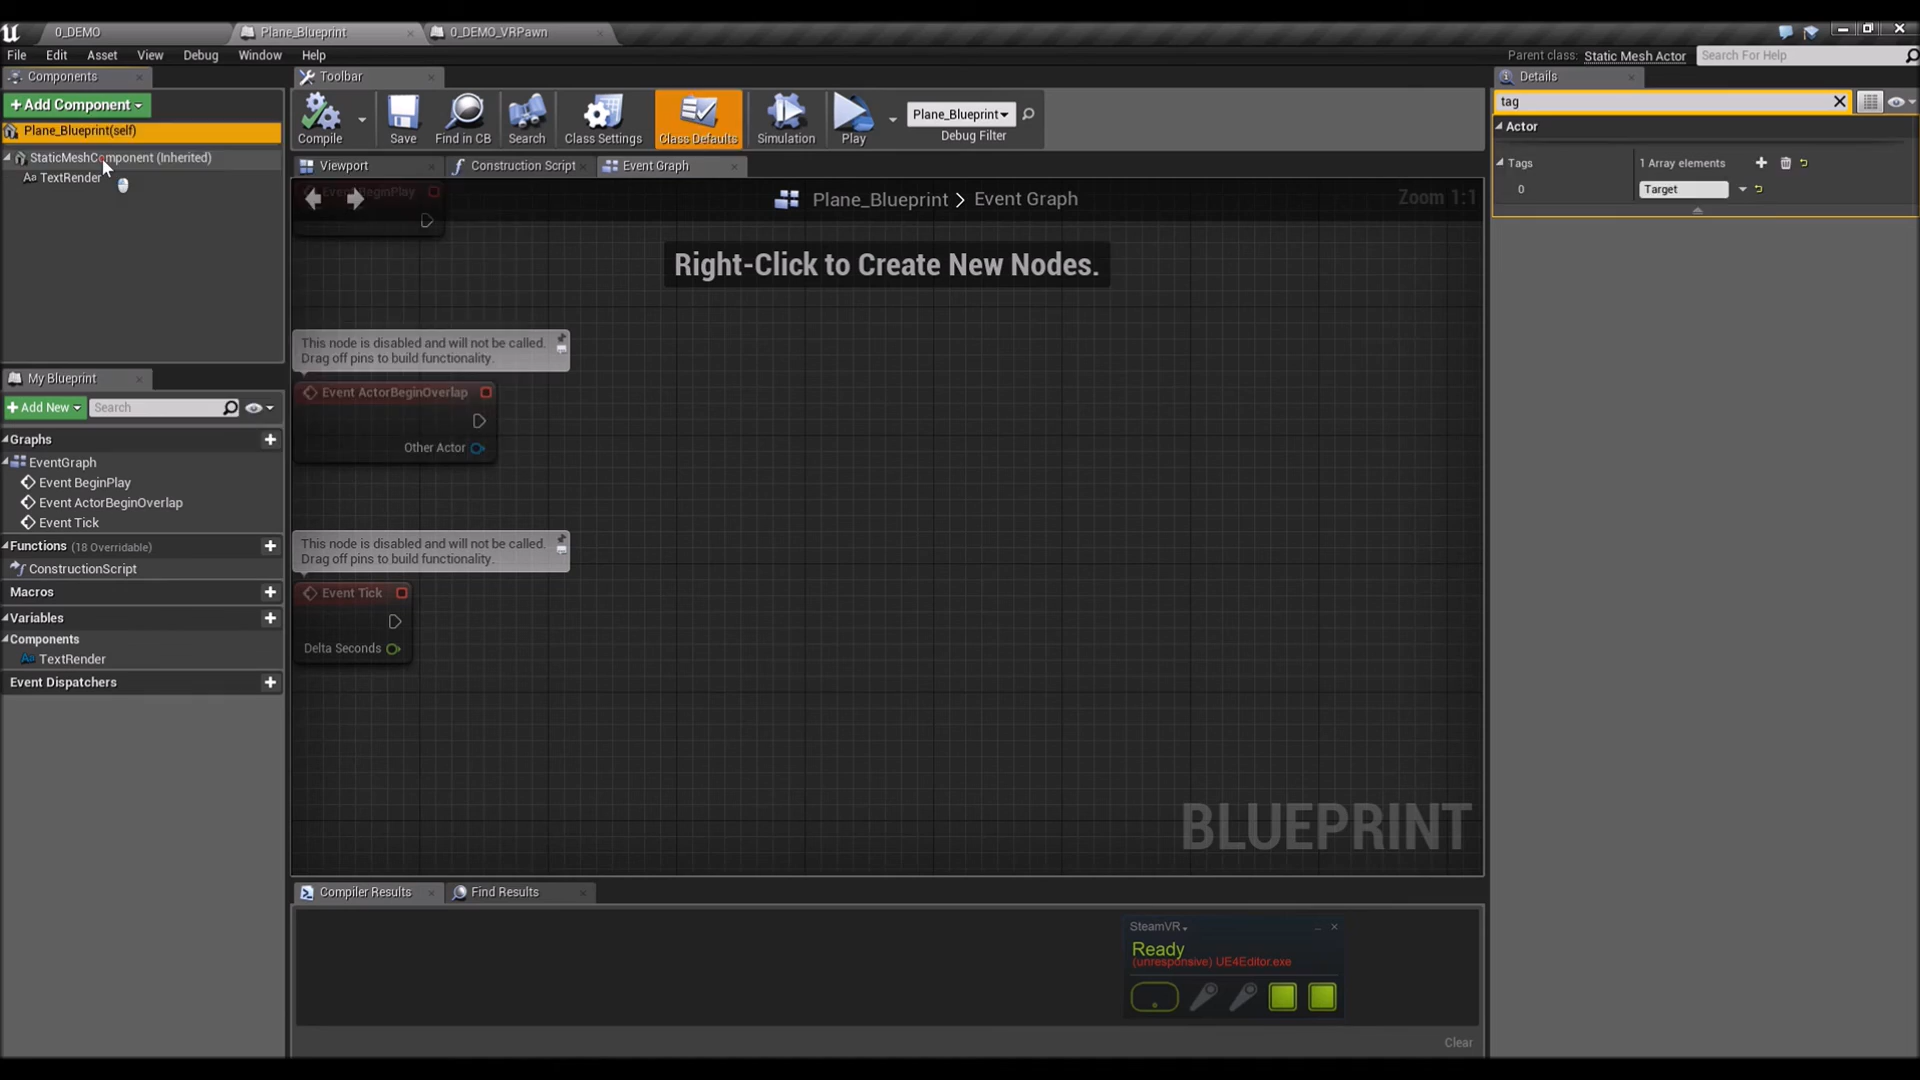 0_DEMO
Plane_Blueprint
0_DEMO_VRPawn
File Edit Asset View Debug Window Help
Parent class: Static Mesh Actor
Search For Help
Components
+Add Component
Plane_Blueprint(self)
StaticMeshComponent (Inherited)
Aa TextRender
Toolbar
Compile
Save
Find in CB
Search
Class Settings
Class Defaults
Simulation
Play
Plane_Blueprint
Debug Filter
Viewport
Construction Script
Event Graph
Event BeginPlay
Plane_Blueprint > Event Graph
Zoom 1:1
Right-Click to Create New Nodes.
This node is disabled and will not be called.
Drag off pins to build functionality.
Event ActorBeginOverlap
Other Actor
This node is disabled and will not be called.
Drag off pins to build functionality.
Event Tick
Delta Seconds
BLUEPRINT
My Blueprint
+Add New
Search
Graphs
EventGraph
Event BeginPlay
Event ActorBeginOverlap
Event Tick
Functions (18 Overridable)
ConstructionScript
Macros
Variables
Components
Aa TextRender
Event Dispatchers
Compiler Results
Find Results
SteamVR
Ready
(unresponsive) UE4Editor.exe
Clear
Details
tag
Actor
Tags
1 Array elements
0
Target